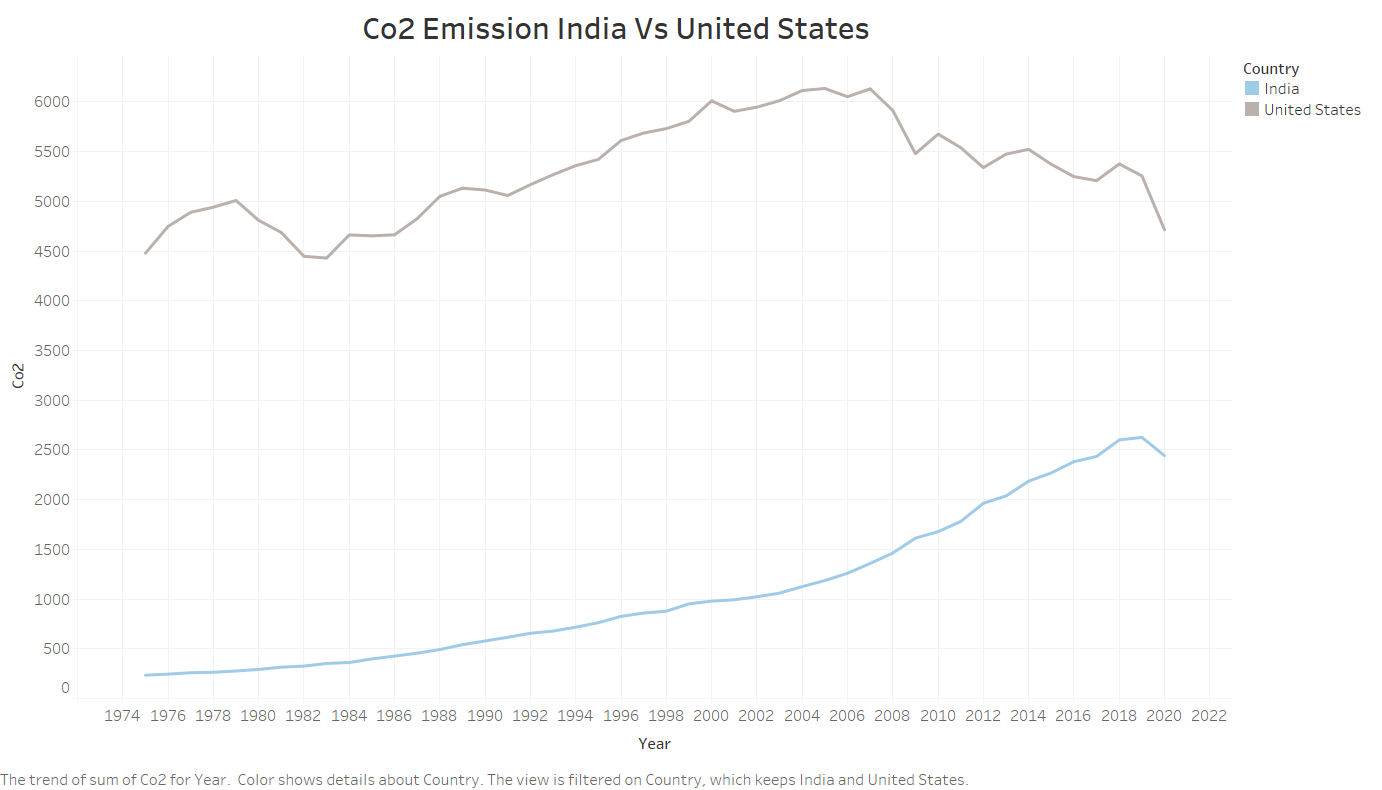 Co2 Emission India Vs United States
Country
India
United States
6000
5500
5000
4500
4000
3500
3000
2500
2000
1500
1000
500
0
Co2
1974 1976 1978 1980 1982 1984 1986 1988 1990 1992 1994 1996 1998 2000 2002 2004 2006 2008 2010 2012 2014 2016 2018 2020 2022
Year
The trend of sum of Co2 for Year. Color shows details about Country. The view is filtered on Country, which keeps India and United States.